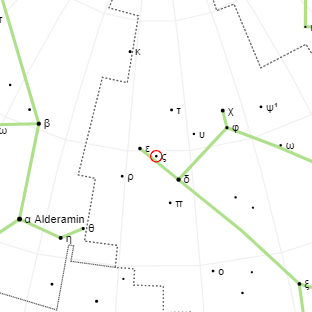 κ
τ
χ
ψ¹
β
ω
υ
φ
ε
ς
ω
ρ
δ
π
α Alderamin
θ
η
ο
ξ